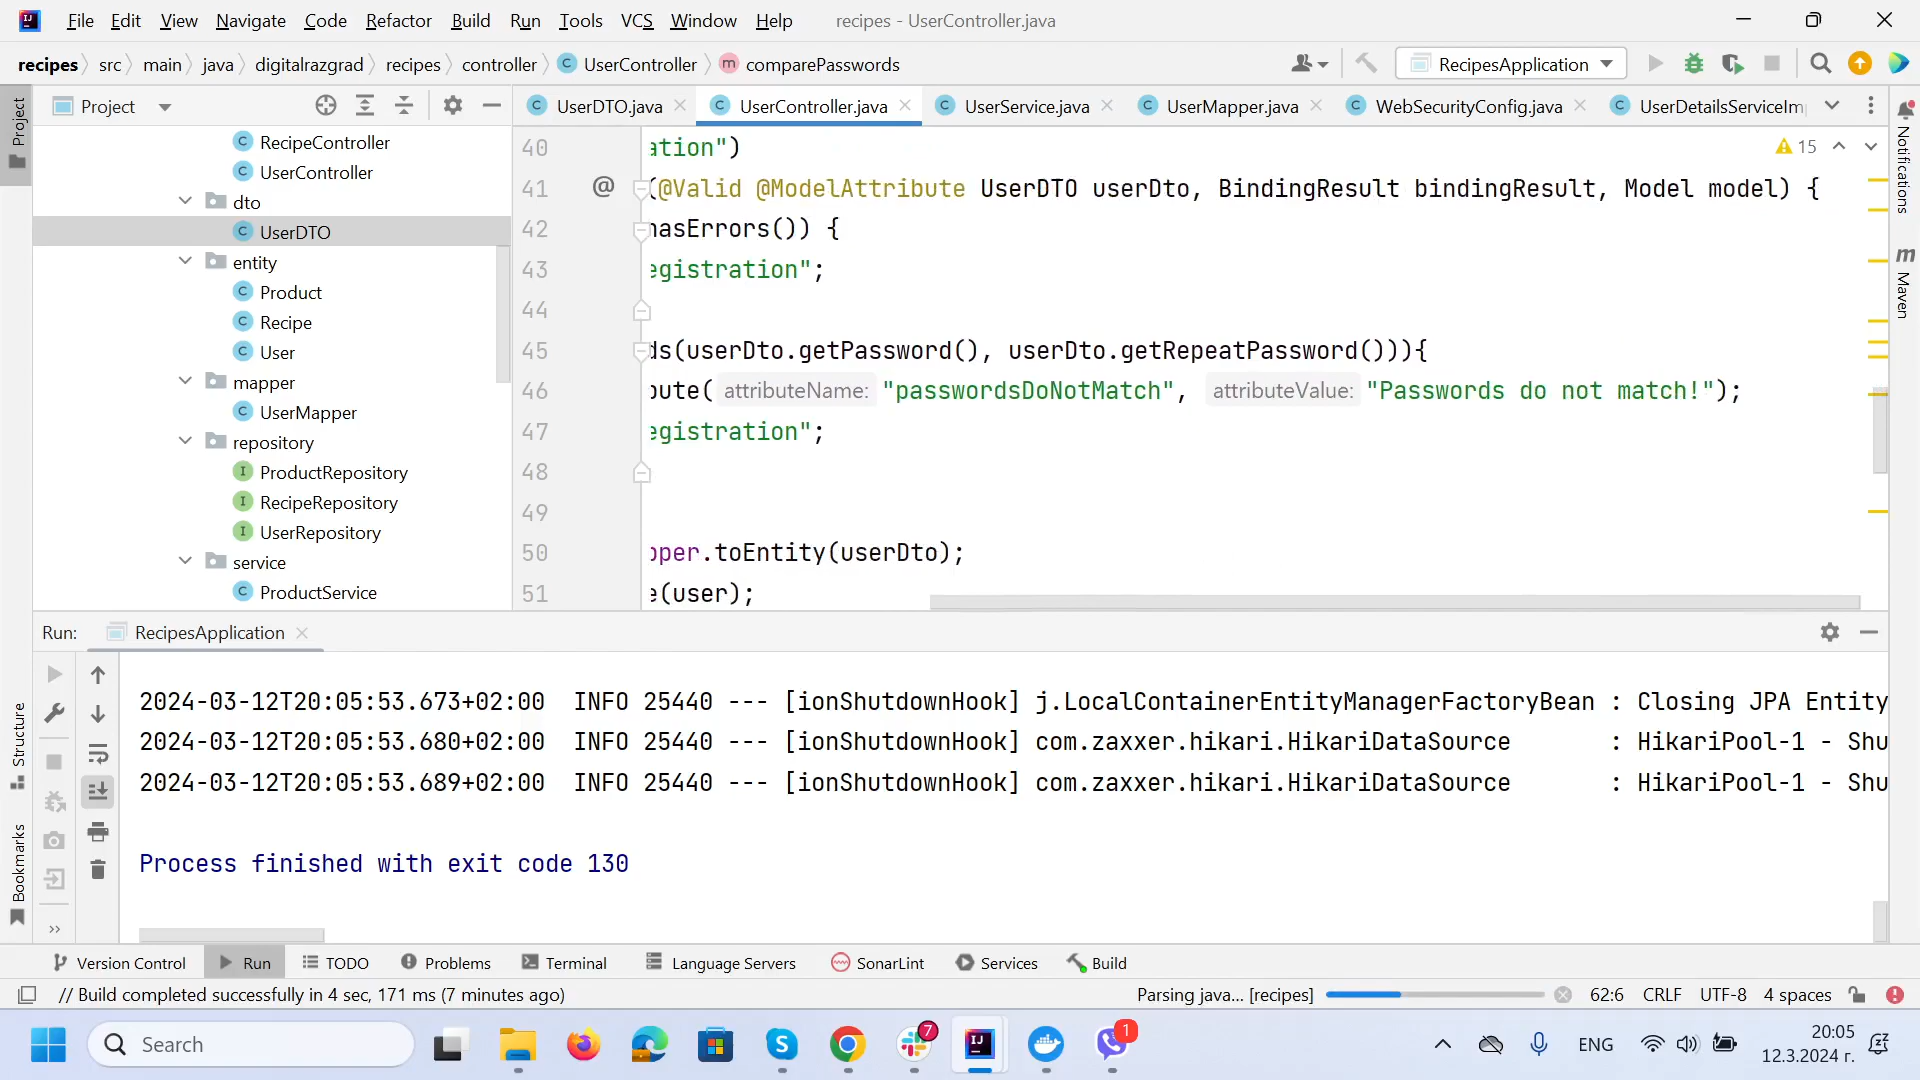 File Edit View Navigate Code Refactor Build Run Tools VCS Window Help recipes - UserController.java
recipes src main java digitalrazgrad recipes controller UserController comparePasswords RecipesApplication
Project
Project
UserDTO.java UserController.java UserService.java UserMapper.java WebSecurityConfig.java UserDetailsServiceIm
RecipeController
UserController
dto
UserDTO
entity
Product
Recipe
User
mapper
UserMapper
repository
ProductRepository
RecipeRepository
UserRepository
service
ProductService
15
40 ation")
41 @ (@Valid @ModelAttribute UserDTO userDto, BindingResult bindingResult, Model model) {
42 hasErrors()) {
43 egistration";
44
45 ds(userDto.getPassword(), userDto.getRepeatPassword())){
46 bute( attributeName: "passwordsDoNotMatch", attributeValue: "Passwords do not match!");
47 egistration";
48
49
50 pper.toEntity(userDto);
51 e(user);
Notifications
Maven
Structure
Bookmarks
Run: RecipesApplication
2024-03-12T20:05:53.673+02:00 INFO 25440 --- [ionShutdownHook] j.LocalContainerEntityManagerFactoryBean : Closing JPA Entity
2024-03-12T20:05:53.680+02:00 INFO 25440 --- [ionShutdownHook] com.zaxxer.hikari.HikariDataSource : HikariPool-1 - Shu
2024-03-12T20:05:53.689+02:00 INFO 25440 --- [ionShutdownHook] com.zaxxer.hikari.HikariDataSource : HikariPool-1 - Shu
Process finished with exit code 130
Version Control Run TODO Problems Terminal Language Servers SonarLint Services Build
// Build completed successfully in 4 sec, 171 ms (7 minutes ago) Parsing java... [recipes] 62:6 CRLF UTF-8 4 spaces
Search 7 1 ENG 20:05
12.3.2024 г.